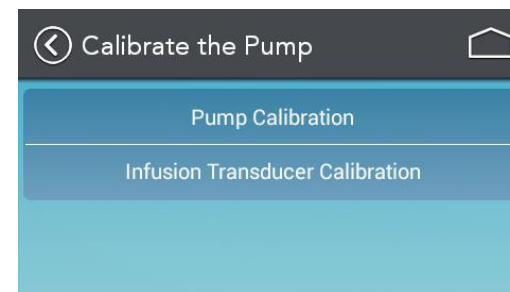 Calibrate the Pump
Pump Calibration
Infusion Transducer Calibration